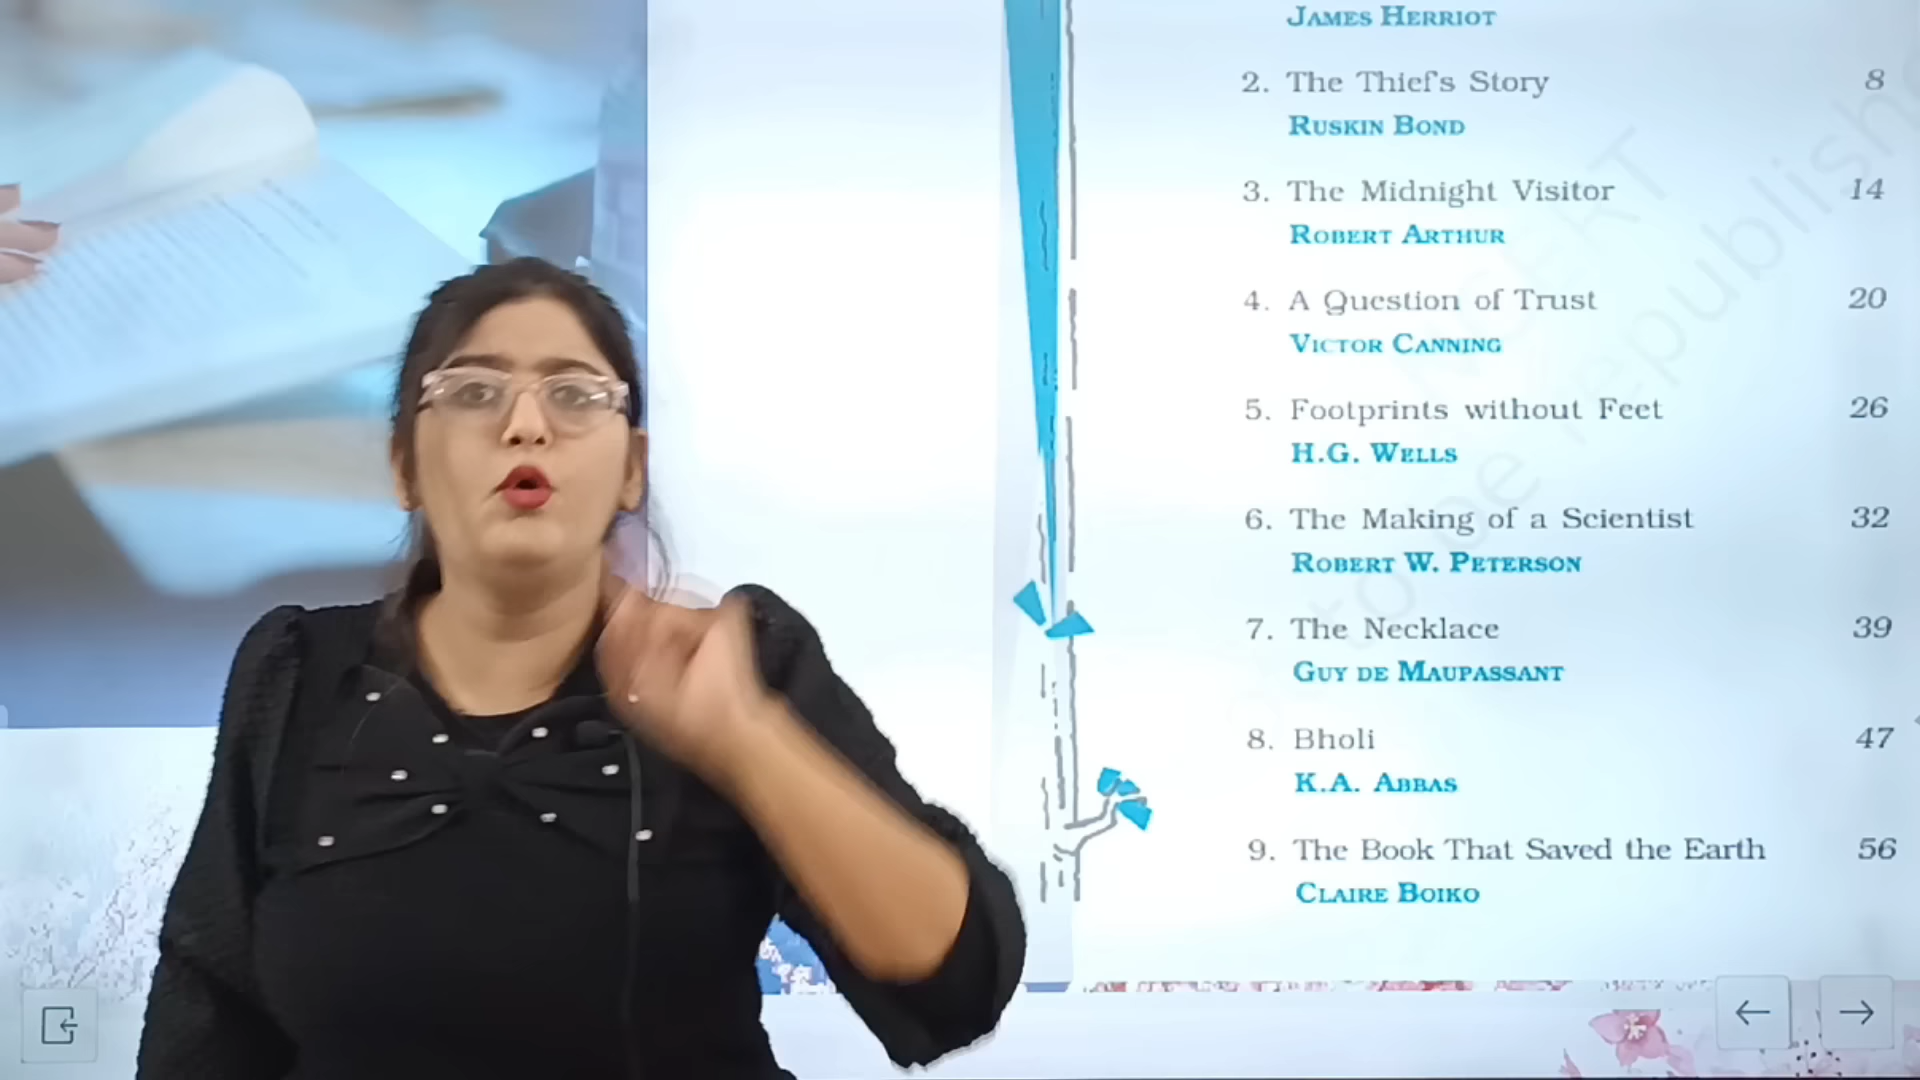 JAMES HERRIOT
2. The Thief's Story 8
RUSKIN BOND
3. The Midnight Visitor 14
ROBERT ARTHUR
4. A Question of Trust 20
VICTOR CANNING
5. Footprints without Feet 26
H.G. WELLS
6. The Making of a Scientist 32
ROBERT W. PETERSON
7. The Necklace 39
GUY DE MAUPASSANT
8. Bholi 47
K.A. ABBAS
9. The Book That Saved the Earth 56
CLAIRE BOIKO
to be republish